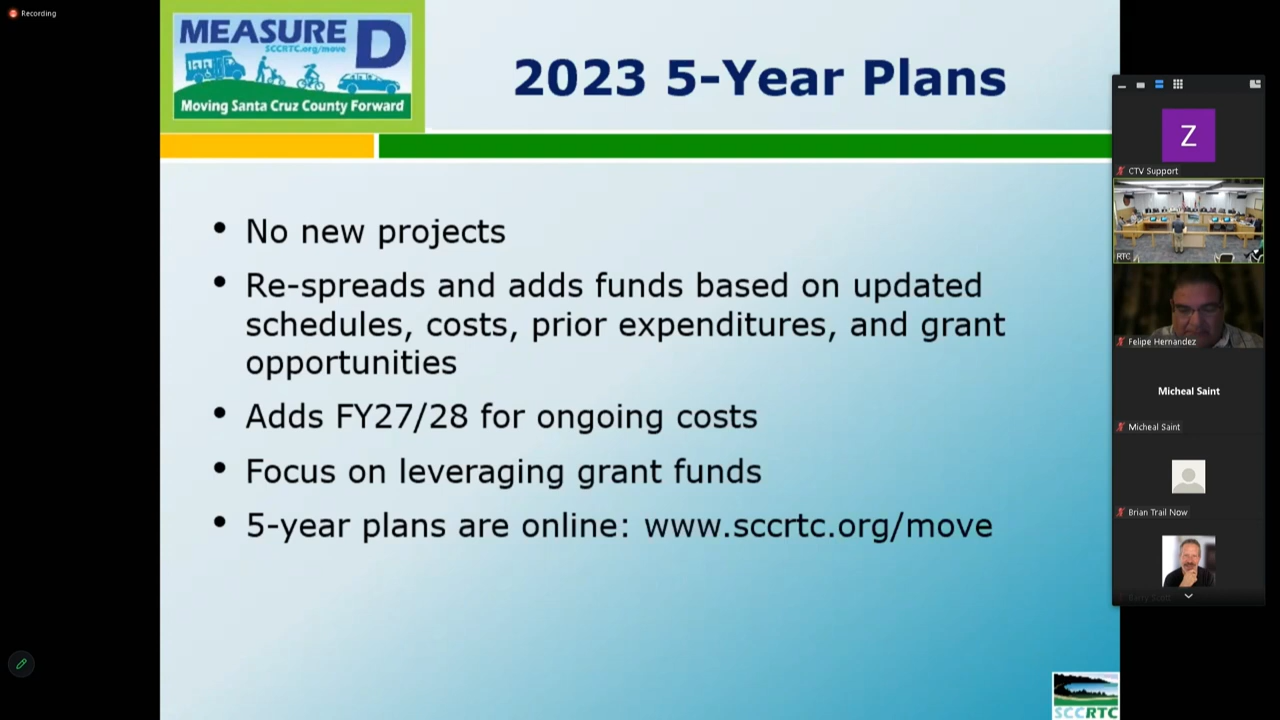 Recording
MEASURE D
SCCRTC.org/move
Moving Santa Cruz County Forward
2023 5-Year Plans
• No new projects
• Re-spreads and adds funds based on updated
schedules, costs, prior expenditures, and grant
opportunities
• Adds FY27/28 for ongoing costs
• Focus on leveraging grant funds
• 5-year plans are online: www.sccrtc.org/move
Z
CTV Support
RTC
Felipe Hernandez
Micheal Saint
Micheal Saint
Brian Trail Now
Barry Scott
SCCRTC